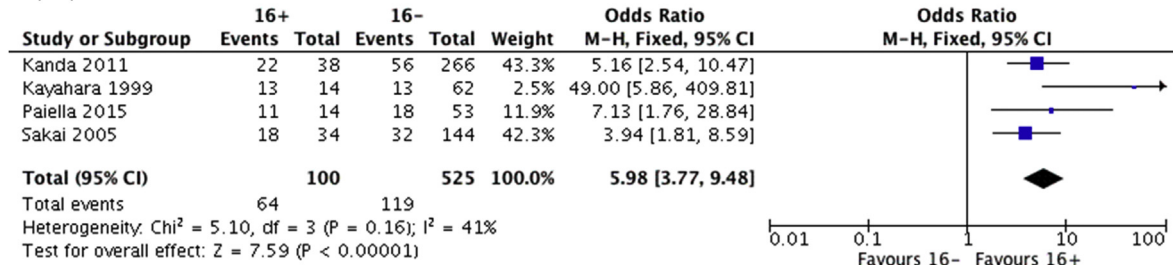 16+ 16- Odds Ratio Odds Ratio
Study or Subgroup Events Total Events Total Weight M-H, Fixed, 95% CI M-H, Fixed, 95% CI
Kanda 2011 22 38 56 266 43.3% 5.16 [2.54, 10.47]
Kayahara 1999 13 14 13 62 2.5% 49.00 [5.86, 409.81]
Paiella 2015 11 14 18 53 11.9% 7.13 [1.76, 28.84]
Sakai 2005 18 34 32 144 42.3% 3.94 [1.81, 8.59]
Total (95% CI) 100 525 100.0% 5.98 [3.77, 9.48]
Total events 64 119
Heterogeneity: Chi² = 5.10, df = 3 (P = 0.16); I² = 41%
Test for overall effect: Z = 7.59 (P < 0.00001)
0.01 0.1 1 10 100
Favours 16- Favours 16+